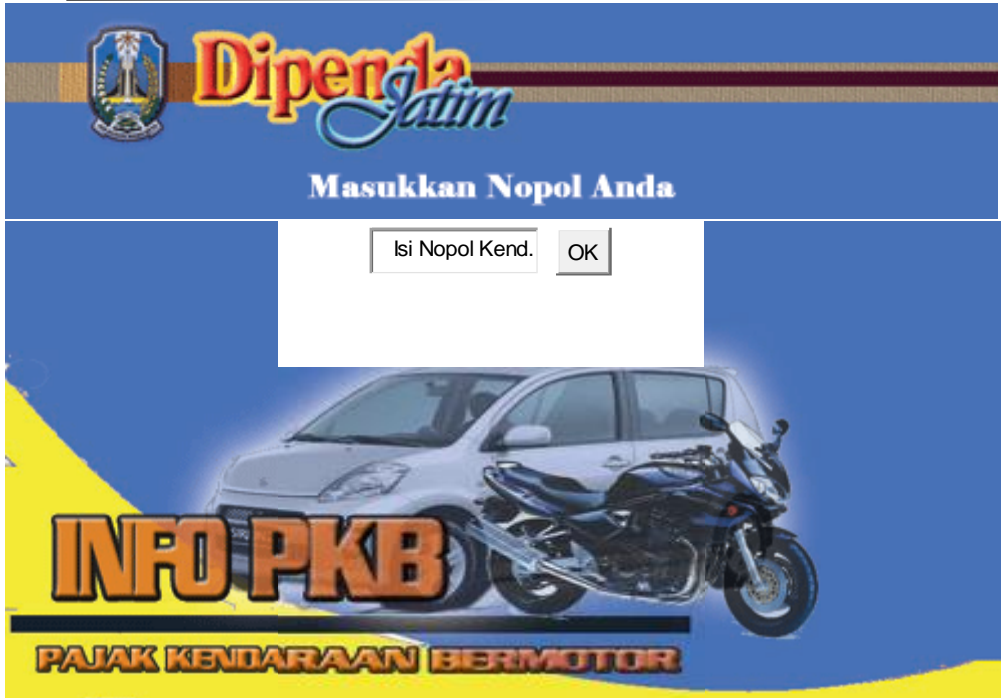 Dipenda
Jatim
Masukkan Nopol Anda
Isi Nopol Kend.
OK
INFO PKB
PAJAK KENDARAAN BERMOTOR